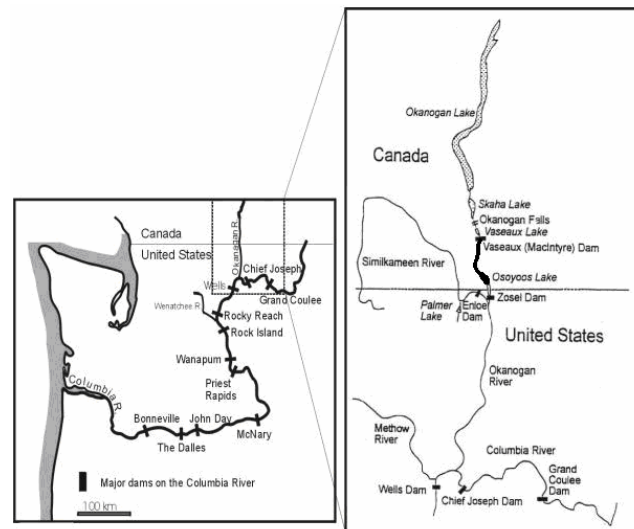 Canada
United States
Okanagan R.
Wells
Chief Joseph
Grand Coulee
Wenatchee R.
Rocky Reach
Rock Island
Wanapum
Priest
Rapids
Columbia R.
Bonneville
John Day
The Dalles
McNary
Major dams on the Columbia River
100 km
Okanogan Lake
Canada
Skaha Lake
Okanogan Falls
Vaseaux Lake
Vaseaux (MacIntyre) Dam
Similkameen River
Osoyoos Lake
Zosel Dam
Palmer
Lake
Enloe
Dam
United States
Okanogan
River
Methow
River
Columbia River
Grand
Coulee
Dam
Wells Dam
Chief Joseph Dam